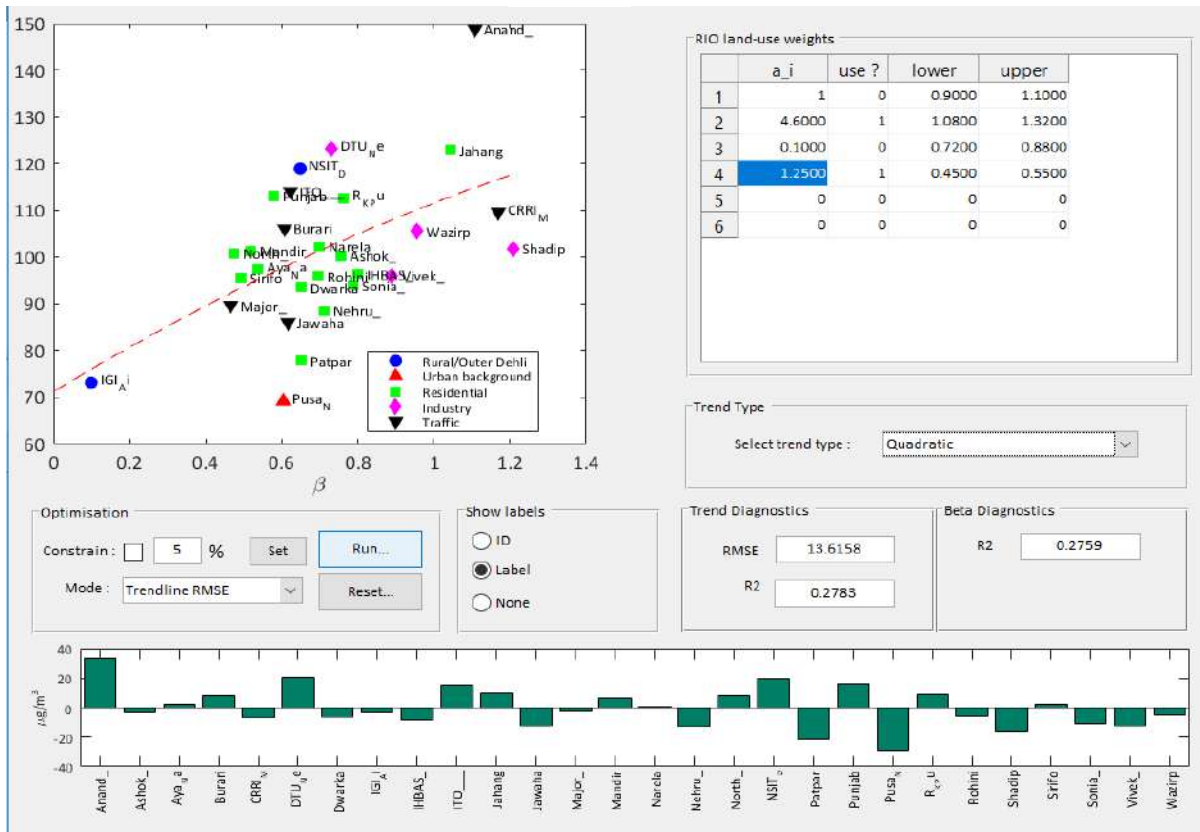 150
140
130
120
110
100
90
80
70
60
0
0.2
0.4
0.6
0.8
1
1.2
1.4
β
Anand_
DTU_N e
Jahang
NSIT_D
ITO
Punjab
R_KP u
CRRI_M
Burari
Wazirp
Narela
Shadip
Mandir
North_
Ashok_
Aya_N a
Rohini
IHBAS_
Vivek_
Sirifo
Dwarka
Sonia_
Major_
Nehru_
Jawaha
Patpar
IGI_A i
Pusa_N
Rural/Outer Dehli
Urban background
Residential
Industry
Traffic
RIO land-use weights
a_i use ? lower upper
1 1 0 0.9000 1.1000
2 4.6000 1 1.0800 1.3200
3 0.1000 0 0.7200 0.8800
4 1.2500 1 0.4500 0.5500
5 0 0 0 0
6 0 0 0 0
Trend Type
Select trend type : Quadratic
Optimisation
Constrain : 5 % Set Run...
Mode : Trendline RMSE Reset...
Show labels
ID
Label
None
Trend Diagnostics
RMSE 13.6158
R2 0.2783
Beta Diagnostics
R2 0.2759
40
20
0
-20
-40
μg/m³
Anand_
Ashok_
Aya_N a
Burari
CRRI_M
DTU_N e
Dwarka
IGI_A i
IHBAS_
ITO__
Jahang
Jawaha
Major_
Mandir
Narela
Nehru_
North_
NSIT_D
Patpar
Punjab
Pusa_N
R_KP u
Rohini
Shadip
Sirifo
Sonia_
Vivek_
Wazirp